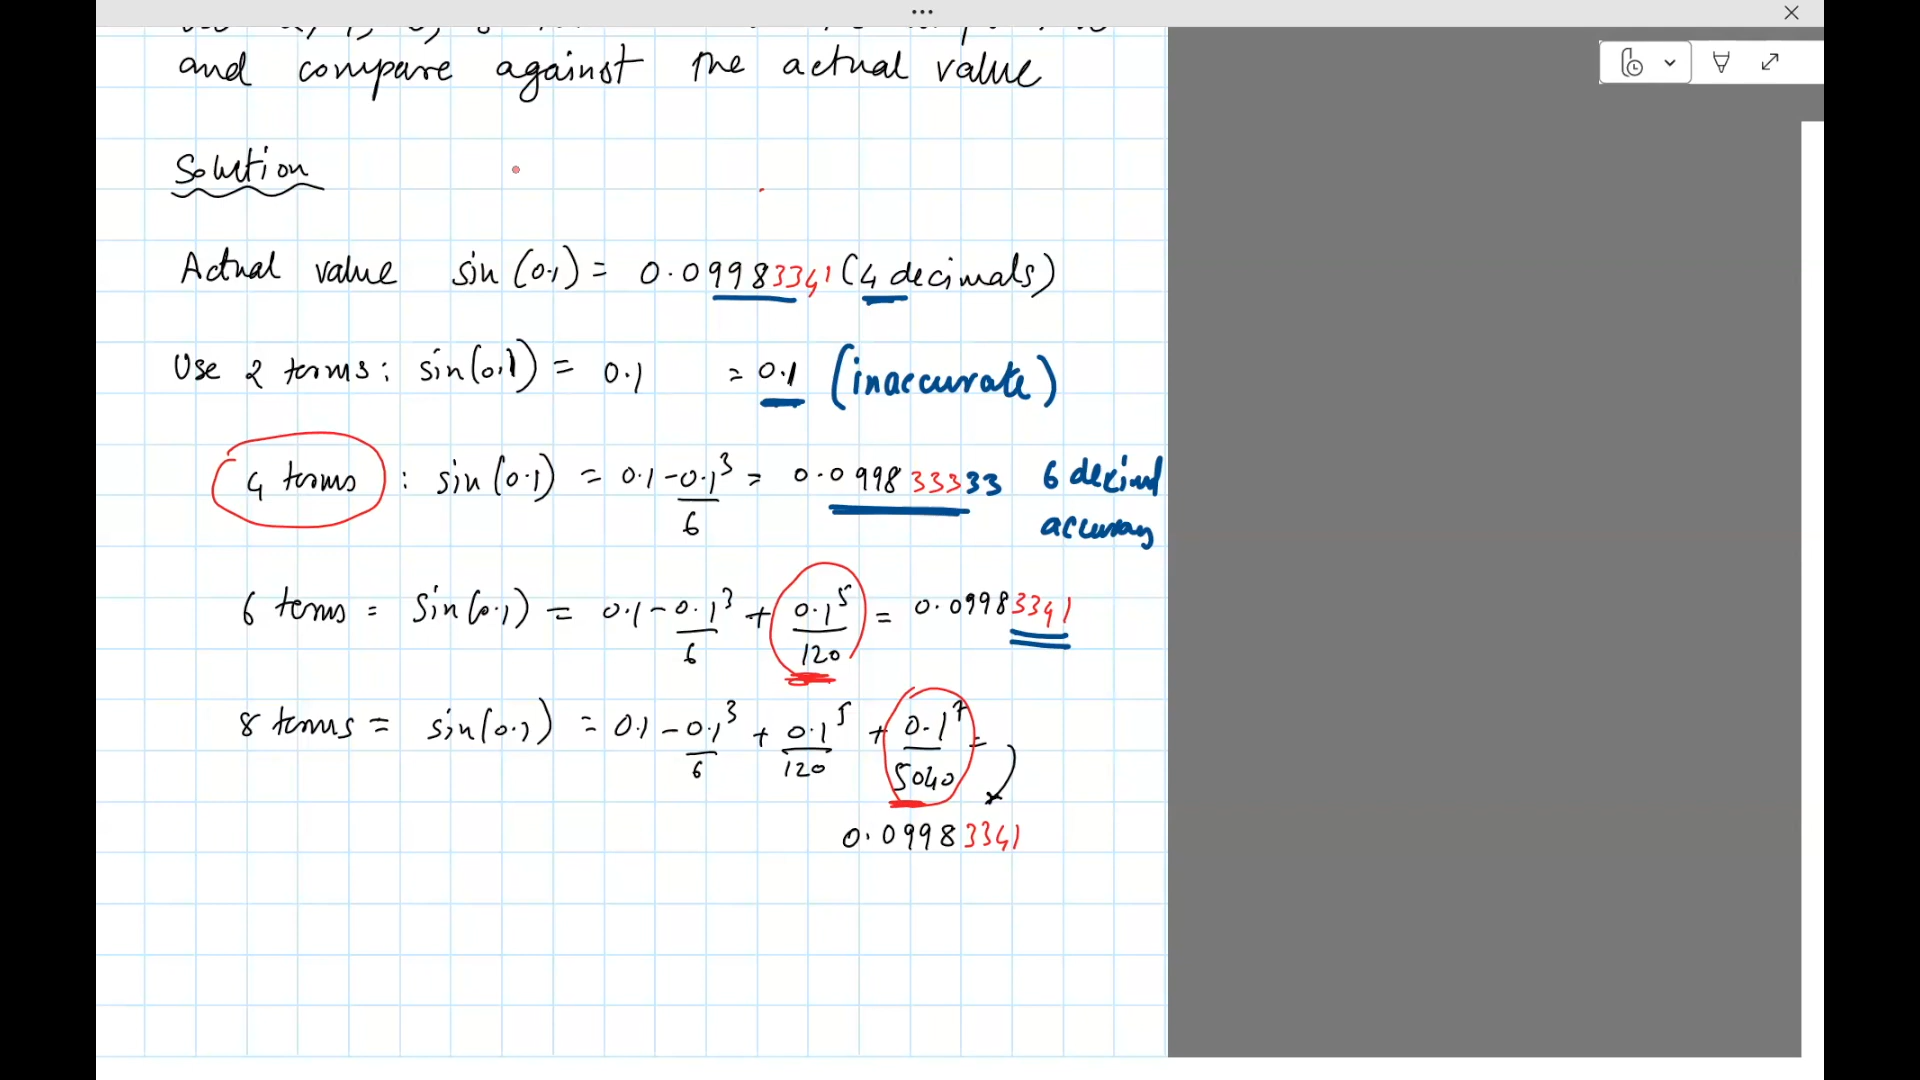 and compare against the actual value
Solution
Actual value sin(0.1) = 0.09983341 (4 decimals)
Use 2 terms: sin(0.1) = 0.1 = 0.1 (inaccurate)
4 terms : sin(0.1) = 0.1 - 0.1³/6 = 0.099833333 6 decimal accuracy
6 terms = sin(0.1) = 0.1 - 0.1³/6 + 0.1⁵/120 = 0.09983341
8 terms = sin(0.1) = 0.1 - 0.1³/6 + 0.1⁵/120 + 0.1⁷/5040 =
0.09983341